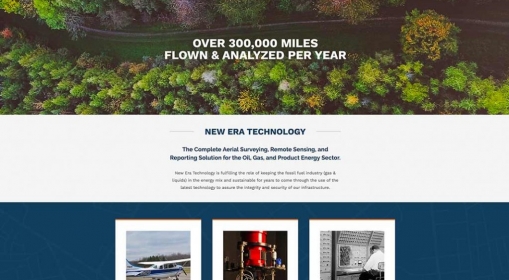 OVER 300,000 MILES
FLOWN & ANALYZED PER YEAR
NEW ERA TECHNOLOGY
The Complete Aerial Surveying, Remote Sensing, and
Reporting Solution for the Oil, Gas, and Product Energy Sector.
New Era Technology is fulfilling the role of keeping the fossil fuel industry (gas &
liquids) in the energy mix and sustainable for years to come through the use of the
latest technology to assure the integrity and security of our infrastructure.